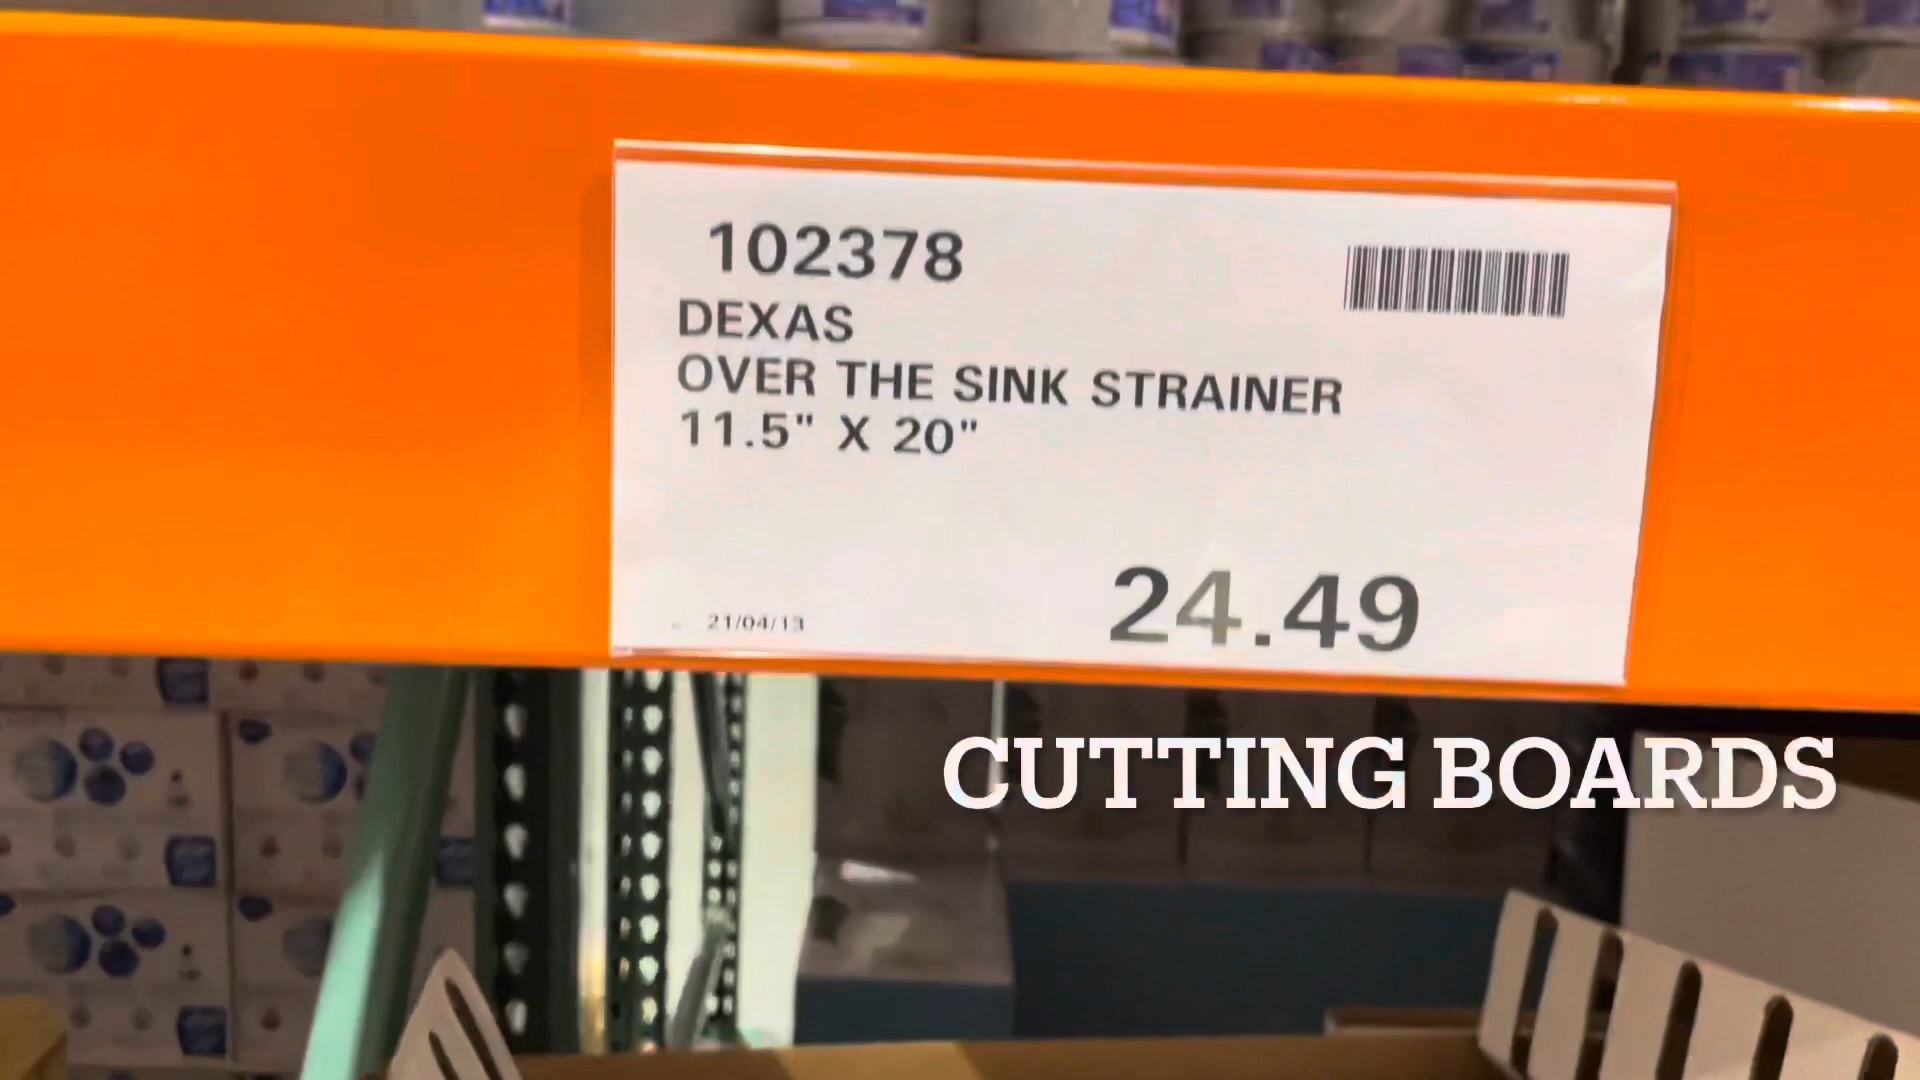 102378
DEXAS
OVER THE SINK STRAINER
11.5" X 20"
21/04/13
24.49
CUTTING BOARDS